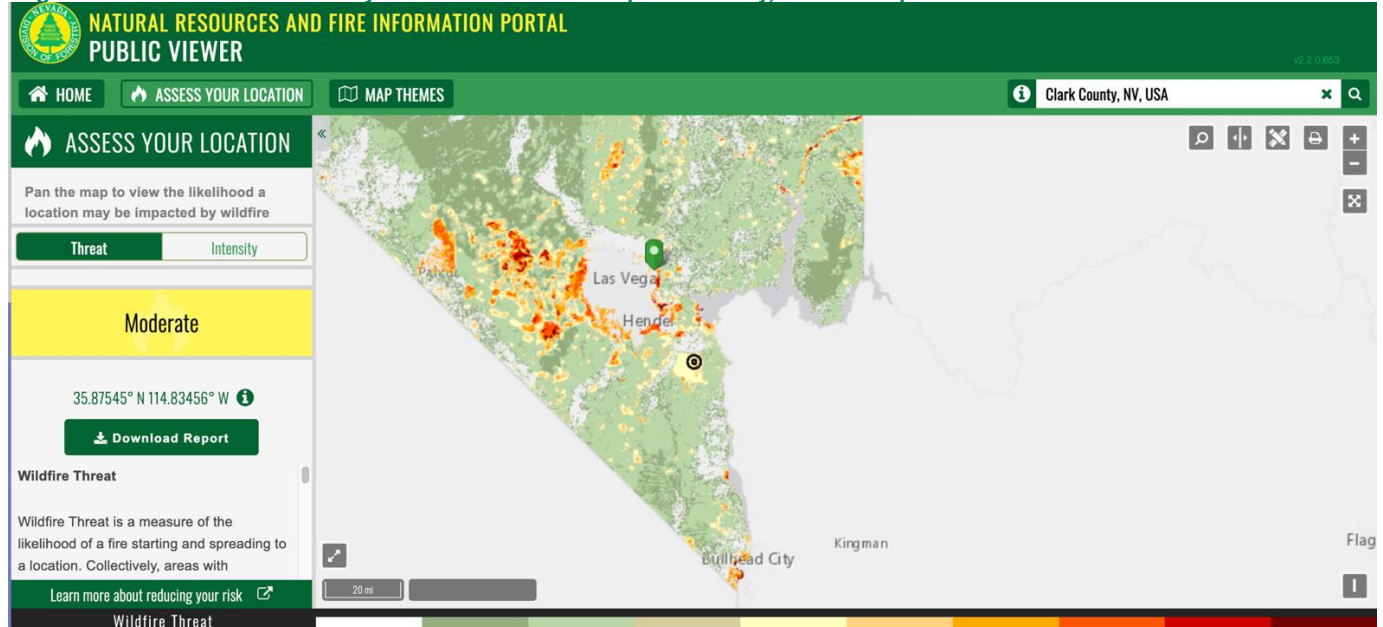 NATURAL RESOURCES AND FIRE INFORMATION PORTAL
PUBLIC VIEWER
v2.2.0.653
HOME
ASSESS YOUR LOCATION
MAP THEMES
Clark County, NV, USA
ASSESS YOUR LOCATION
Pan the map to view the likelihood a
location may be impacted by wildfire
Threat
Intensity
Moderate
35.87545° N 114.83456° W
Download Report
Wildfire Threat
Wildfire Threat is a measure of the
likelihood of a fire starting and spreading to
a location. Collectively, areas with
Learn more about reducing your risk
Wildfire Threat
Las Vega
Hender
Bullhead City
Kingman
Flag
20 mi